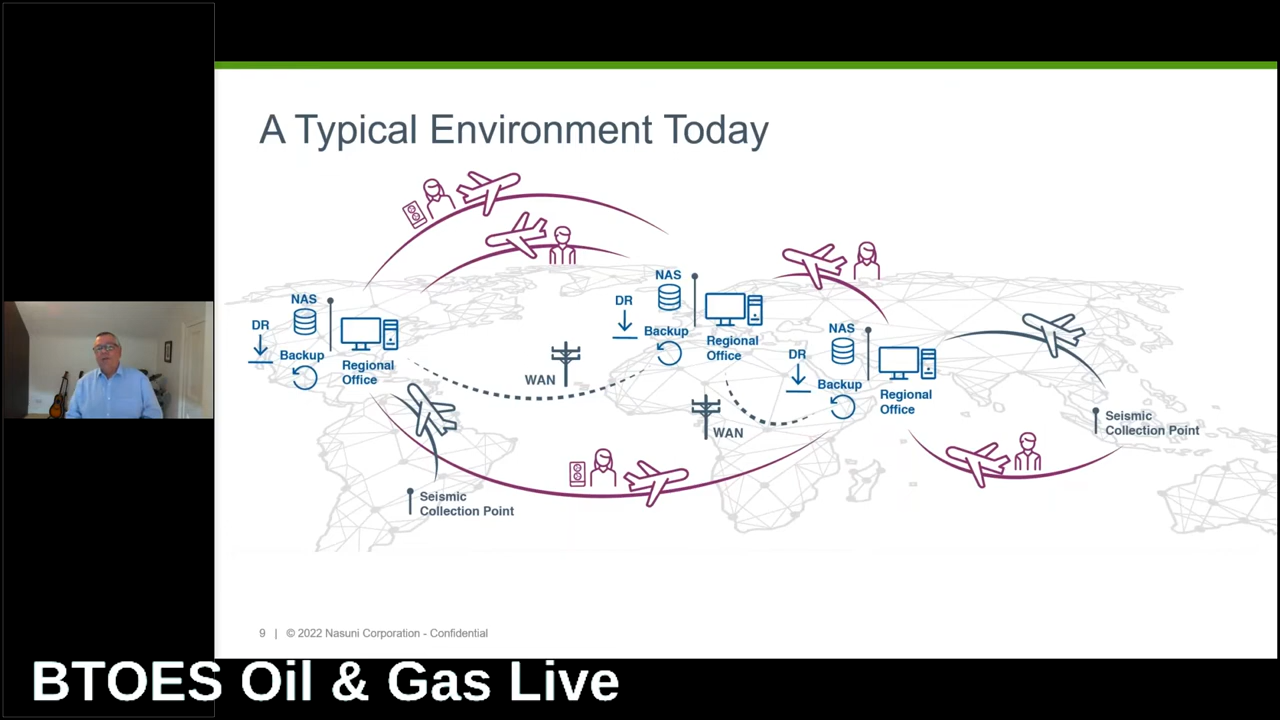 A Typical Environment Today
NAS
DR
Backup
Regional
Office
WAN
NAS
DR
Backup
Regional
Office
WAN
NAS
DR
Backup
Regional
Office
Seismic
Collection Point
Seismic
Collection Point
9 | © 2022 Nasuni Corporation - Confidential
BTOES Oil & Gas Live